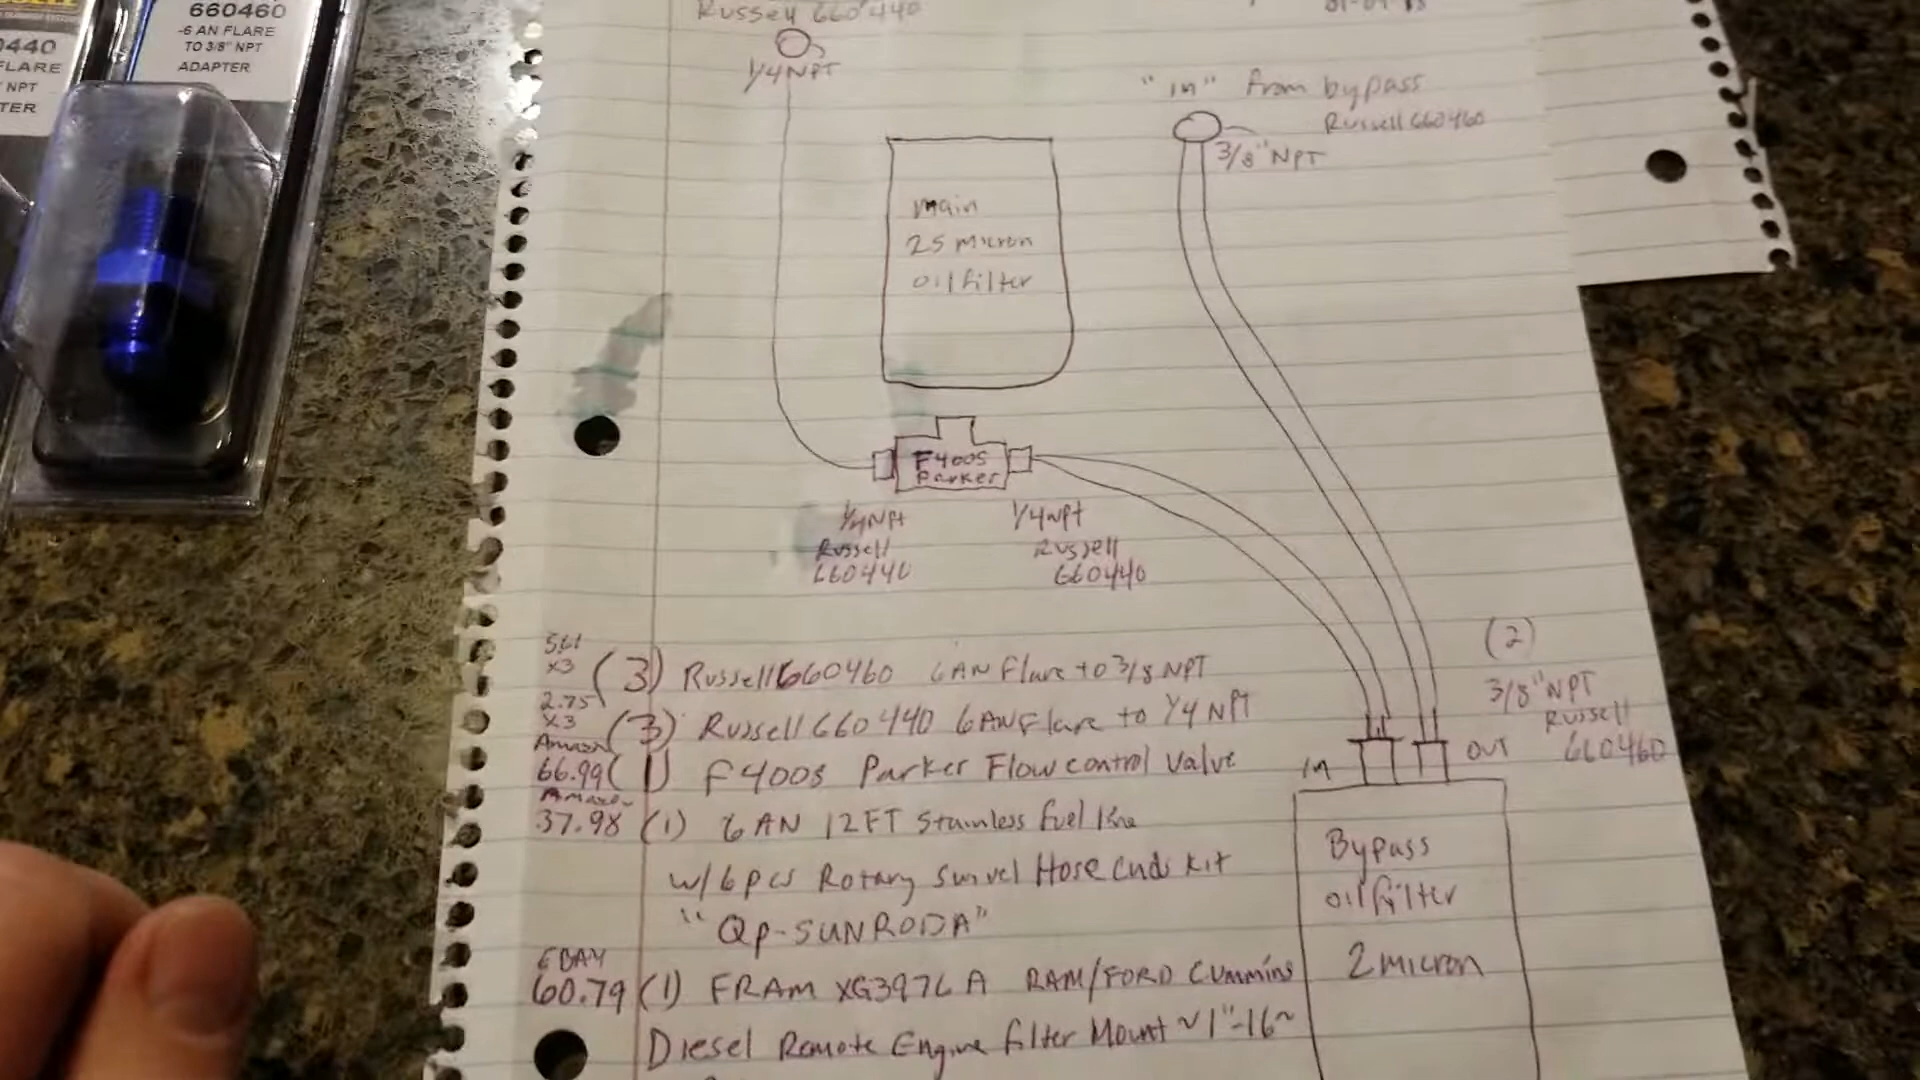 660460
-6 AN FLARE
TO 3/8" NPT
ADAPTER
0440
FLARE
NPT
TER
Russell 660440
1/4 NPT
"in" from bypass
Russell 660460
3/8" NPT
main
25 micron
oil filter
F400S
Parker
1/4 NPt
Russell
660440
1/4 NPt
Russell
660440
5.61
x3
(3) Russell 660460 6AN Flare to 3/8 NPT
2.75
x3
(3) Russell 660440 6AN Flare to 1/4 NPT
Amazon
66.99 (1) F400s Parker Flow control valve
Amazon
37.98 (1) 6AN 12FT Stainless fuel line
w/6pcs Rotary Swivel Hose Ends Kit
"Qp-SUNRODA"
EBAY
60.79 (1) FRAM XG3976A RAM/FORD Cummins
Diesel Remote Engine Filter Mount ~1"-16~
(2)
3/8" NPT
Russell
660460
in
OUT
Bypass
oil filter
2 micron